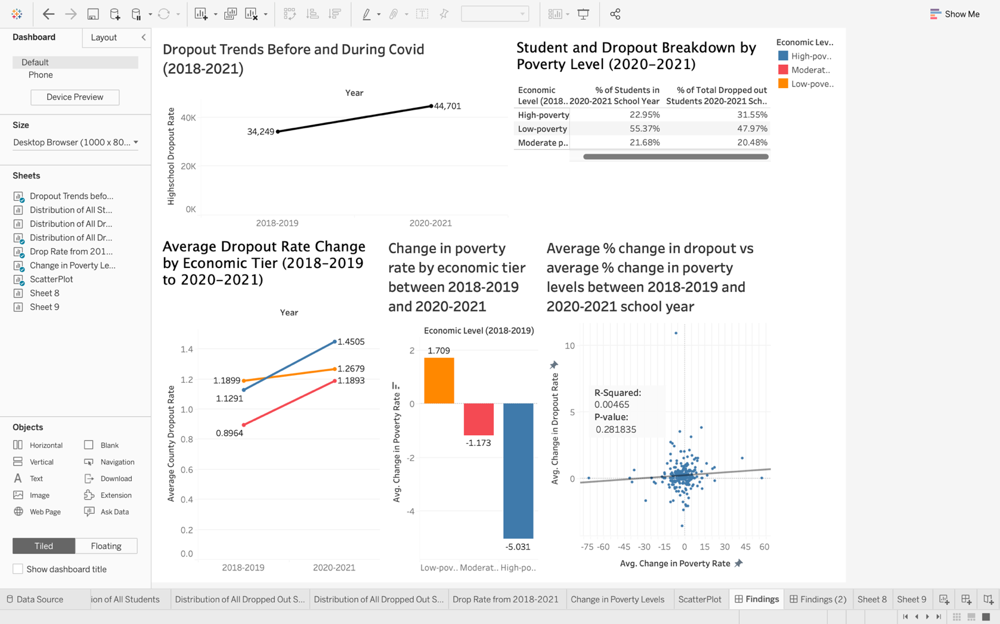 Show Me
Dashboard
Layout
Default
Phone
Device Preview
Size
Desktop Browser (1000 x 80...
Sheets
Dropout Trends befo...
Distribution of All St...
Distribution of All Dr...
Distribution of All Dr...
Drop Rate from 201...
Change in Poverty Le...
ScatterPlot
Sheet 8
Sheet 9
Objects
Horizontal
Blank
Vertical
Navigation
Text
Download
Image
Extension
Web Page
Ask Data
Tiled
Floating
Show dashboard title
Dropout Trends Before and During Covid
(2018-2021)
Year
Highschool Dropout Rate
40K
20K
0K
34,249
44,701
2018-2019
2020-2021
Student and Dropout Breakdown by
Poverty Level (2020–2021)
Economic
Level (2018..
% of Students in
2020-2021 School Year
% of Total Dropped out
Students 2020-2021 Sch..
High-poverty 22.95% 31.55%
Low-poverty 55.37% 47.97%
Moderate p.. 21.68% 20.48%
Economic Lev..
High-pov..
Moderat..
Low-pove..
Average Dropout Rate Change
by Economic Tier (2018–2019
to 2020–2021)
Year
Average County Dropout Rate
1.4
1.2
1.0
0.8
0.6
0.4
0.2
0.0
1.4505
1.2679
1.1893
1.1899
1.1291
0.8964
2018-2019
2020-2021
Change in poverty
rate by economic tier
between 2018-2019
and 2020-2021
Economic Level (2018-2019)
Avg. Change in Poverty Rate
2
0
-2
-4
1.709
-1.173
-5.031
Low-pov.. Moderat.. High-po..
Average % change in dropout vs
average % change in poverty
levels between 2018-2019 and
2020-2021 school year
Avg. Change in Dropout Rate
10
5
0
R-Squared:
0.00465
P-value:
0.281835
-75 -60 -45 -30 -15 0 15 30 45 60
Avg. Change in Poverty Rate
Data Source
ion of All Students
Distribution of All Dropped Out S...
Distribution of All Dropped Out S...
Drop Rate from 2018-2021
Change in Poverty Levels
ScatterPlot
Findings
Findings (2)
Sheet 8
Sheet 9